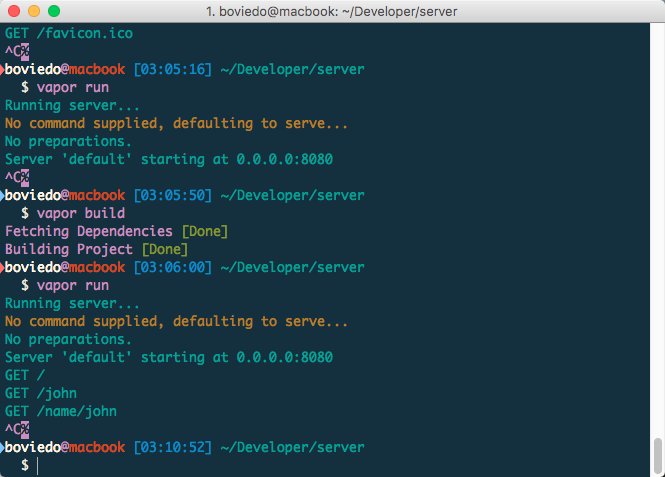 1. boviedo@macbook: ~/Developer/server
GET /favicon.ico
^C%
boviedo@macbook [03:05:16] ~/Developer/server
$ vapor run
Running server...
No command supplied, defaulting to serve...
No preparations.
Server 'default' starting at 0.0.0.0:8080
^C%
boviedo@macbook [03:05:50] ~/Developer/server
$ vapor build
Fetching Dependencies [Done]
Building Project [Done]
boviedo@macbook [03:06:00] ~/Developer/server
$ vapor run
Running server...
No command supplied, defaulting to serve...
No preparations.
Server 'default' starting at 0.0.0.0:8080
GET /
GET /john
GET /name/john
^C%
boviedo@macbook [03:10:52] ~/Developer/server
$